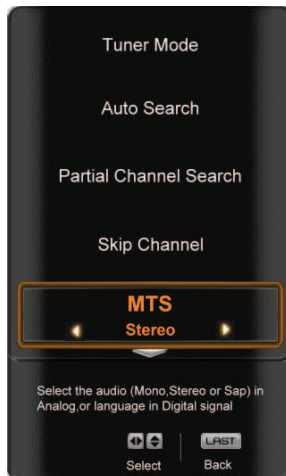 Tuner Mode
Auto Search
Partial Channel Search
Skip Channel
MTS
Stereo
Select the audio (Mono,Stereo or Sap) in
Analog,or language in Digital signal
LAST
Select Back